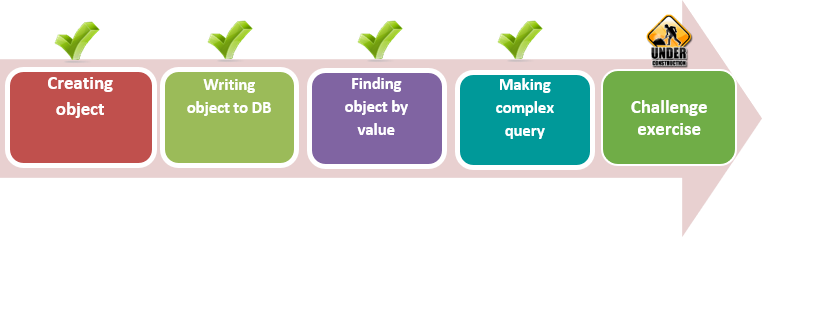 UNDER
CONSTRUCTION
Creating
object
Writing
object to DB
Finding
object by
value
Making
complex
query
Challenge
exercise